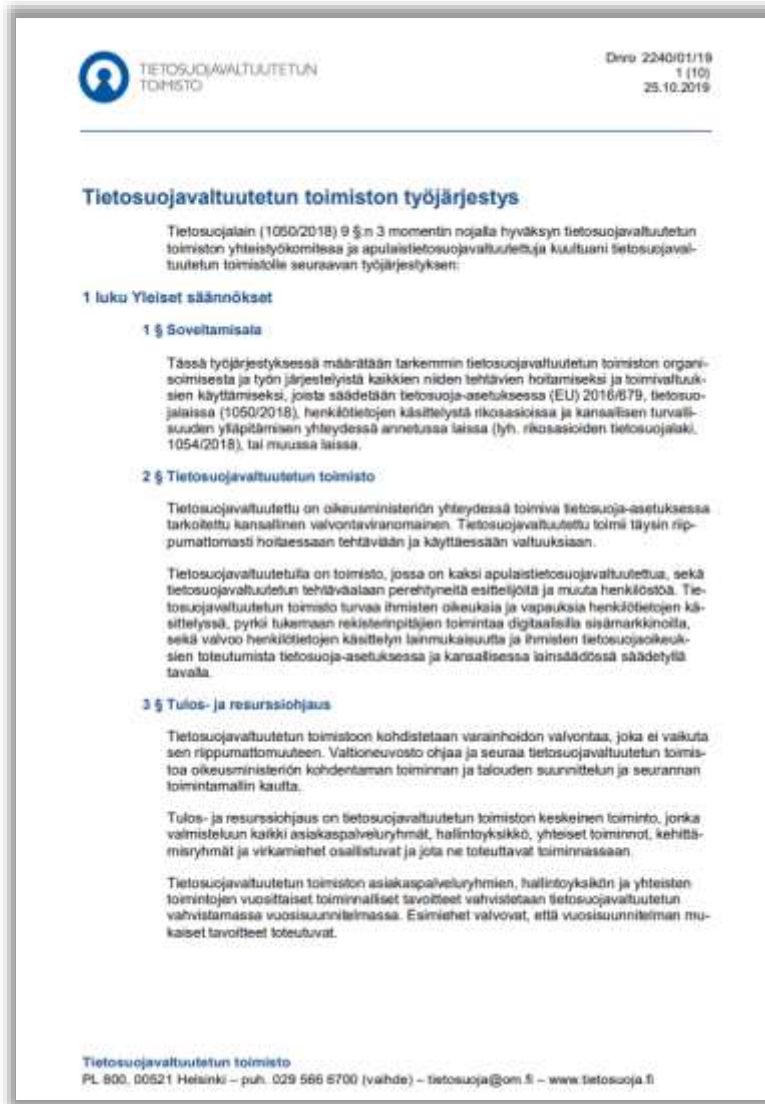 TIETOSUOJAVALTUUTETUN
TOIMISTO
Dnro 2240/01/19
1 (10)
25.10.2019
Tietosuojavaltuutetun toimiston työjärjestys
Tietosuojalain (1050/2018) 9 §:n 3 momentin nojalla hyväksyn tietosuojavaltuutetun
toimiston yhteistyökomiteaa ja apulaistietosuojavaltuutettuja kuultuani tietosuojaval-
tuutetun toimistolle seuraavan työjärjestyksen:
1 luku Yleiset säännökset
1 § Soveltamisala
Tässä työjärjestyksessä määrätään tarkemmin tietosuojavaltuutetun toimiston organi-
soimisesta ja työn järjestelyistä kaikkien niiden tehtävien hoitamiseksi ja toimivaltuuk-
sien käyttämiseksi, joista säädetään tietosuoja-asetuksessa (EU) 2016/679, tietosuo-
jalaissa (1050/2018), henkilötietojen käsittelystä rikosasioissa ja kansallisen turvalli-
suuden ylläpitämisen yhteydessä annetussa laissa (lyh. rikosasioiden tietosuojalaki,
1054/2018), tai muussa laissa.
2 § Tietosuojavaltuutetun toimisto
Tietosuojavaltuutettu on oikeusministeriön yhteydessä toimiva tietosuoja-asetuksessa
tarkoitettu kansallinen valvontaviranomainen. Tietosuojavaltuutettu toimii täysin riip-
pumattomasti hoitaessaan tehtäviään ja käyttäessään valtuuksiaan.
Tietosuojavaltuutetulla on toimisto, jossa on kaksi apulaistietosuojavaltuutettua, sekä
tietosuojavaltuutetun tehtäväalaan perehtyneitä esittelijöitä ja muuta henkilöstöä. Tie-
tosuojavaltuutetun toimisto turvaa ihmisten oikeuksia ja vapauksia henkilötietojen kä-
sittelyssä, pyrkii tukemaan rekisterinpitäjien toimintaa digitaalisilla sisämarkkinoilla,
sekä valvoo henkilötietojen käsittelyn lainmukaisuutta ja ihmisten tietosuojaoikeuk-
sien toteutumista tietosuoja-asetuksessa ja kansallisessa lainsäädössä säädetyllä
tavalla.
3 § Tulos- ja resurssiohjaus
Tietosuojavaltuutetun toimistoon kohdistetaan varainhoidon valvontaa, joka ei vaikuta
sen riippumattomuuteen. Valtioneuvosto ohjaa ja seuraa tietosuojavaltuutetun toimis-
toa oikeusministeriön kohdentaman toiminnan ja talouden suunnittelun ja seurannan
toimintamallin kautta.
Tulos- ja resurssiohjaus on tietosuojavaltuutetun toimiston keskeinen toiminto, jonka
valmisteluun kaikki asiakaspalveluryhmät, hallintoyksikkö, yhteiset toiminnot, kehittä-
misryhmät ja virkamiehet osallistuvat ja jota ne toteuttavat toiminnassaan.
Tietosuojavaltuutetun toimiston asiakaspalveluryhmien, hallintoyksikön ja yhteisten
toimintojen vuosittaiset toiminnalliset tavoitteet vahvistetaan tietosuojavaltuutetun
vahvistamassa vuosisuunnitelmassa. Esimiehet valvovat, että vuosisuunnitelman mu-
kaiset tavoitteet toteutuvat.
Tietosuojavaltuutetun toimisto
PL 800, 00521 Helsinki – puh. 029 566 6700 (vaihde) – tietosuoja@om.fi – www.tietosuoja.fi